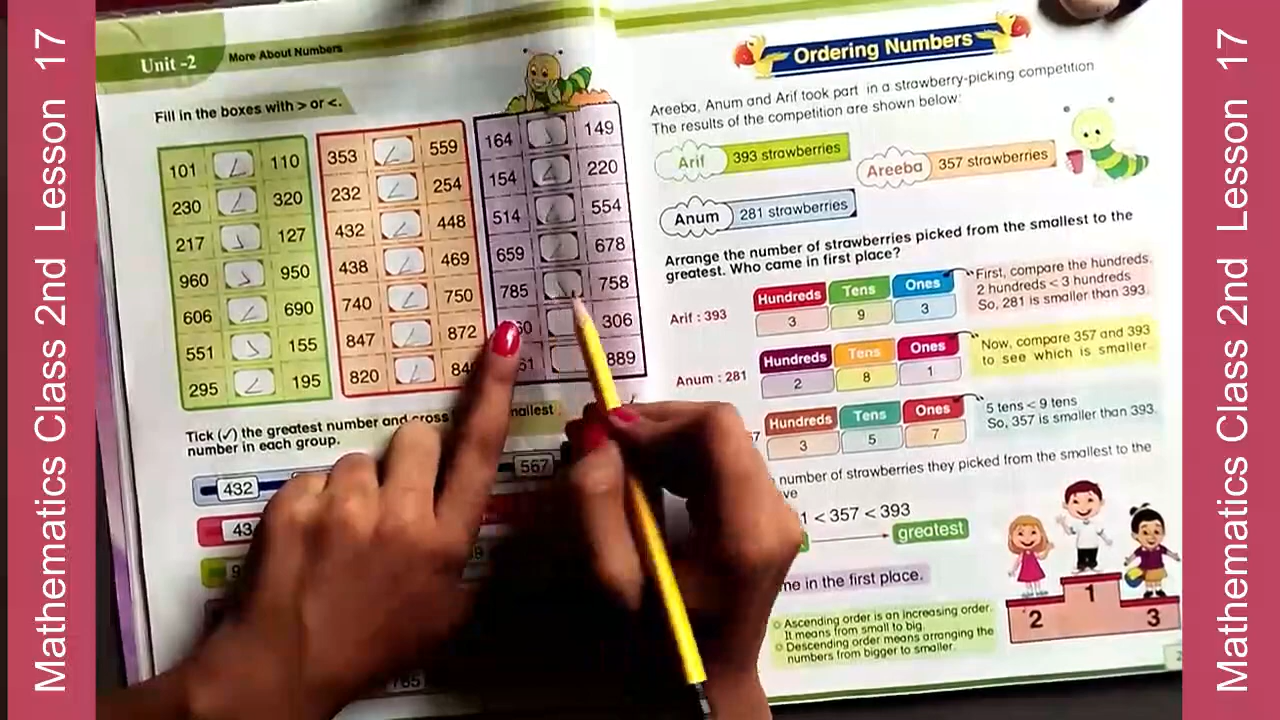 Mathematics Class 2nd Lesson 17
Unit -2
More About Numbers
Fill in the boxes with > or <.
101 < 110
230 < 320
217 > 127
960 > 950
606 < 690
551 > 155
295 < 195
353 < 559
232 < 254
432 < 448
438 < 469
740 < 750
847 < 872
820 <
164 > 149
154 < 220
514 < 554
659 < 678
785 758
306
889
Tick (✓) the greatest number and cross smallest
number in each group.
432
567
Ordering Numbers
Areeba, Anum and Arif took part in a strawberry-picking competition
The results of the competition are shown below:
Arif 393 strawberries
Areeba 357 strawberries
Anum 281 strawberries
Arrange the number of strawberries picked from the smallest to the
greatest. Who came in first place?
Arif : 393
Hundreds Tens Ones
3 9 3
First, compare the hundreds.
2 hundreds < 3 hundreds
So, 281 is smaller than 393.
Anum : 281
Hundreds Tens Ones
2 8 1
Now, compare 357 and 393
to see which is smaller.
Hundreds Tens Ones
3 5 7
5 tens < 9 tens
So, 357 is smaller than 393.
number of strawberries they picked from the smallest to the
1 < 357 < 393
greatest
in the first place.
Ascending order is an increasing order.
It means from small to big.
Descending order means arranging the
numbers from bigger to smaller.
2 1 3
Mathematics Class 2nd Lesson 17